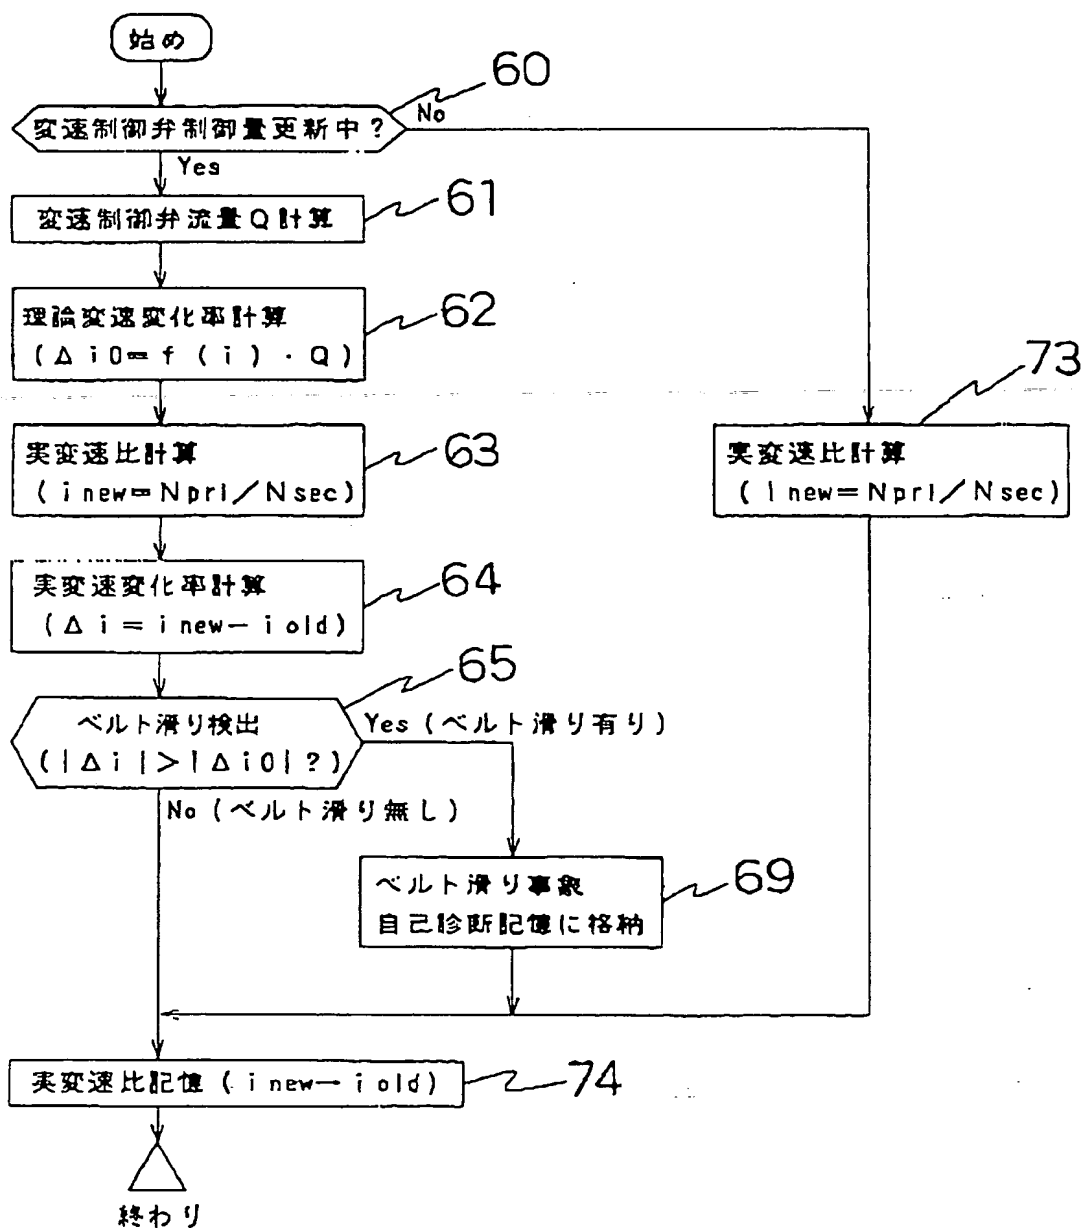 始め
60
変速制御弁制御量更新中?
No
Yes
変速制御弁流量Q計算
61
理論変速変化率計算
(Δi0=f(i)·Q)
62
実変速比計算
(inew=Npri/Nsec)
63
実変速比計算
(inew=Npri/Nsec)
73
実変速変化率計算
(Δi=inew-iold)
64
65
ベルト滑り検出
(|Δi|>|Δi0|?)
Yes(ベルト滑り有り)
No(ベルト滑り無し)
ベルト滑り事象
自己診断記憶に格納
69
実変速比記憶(inew→iold)
74
終わり